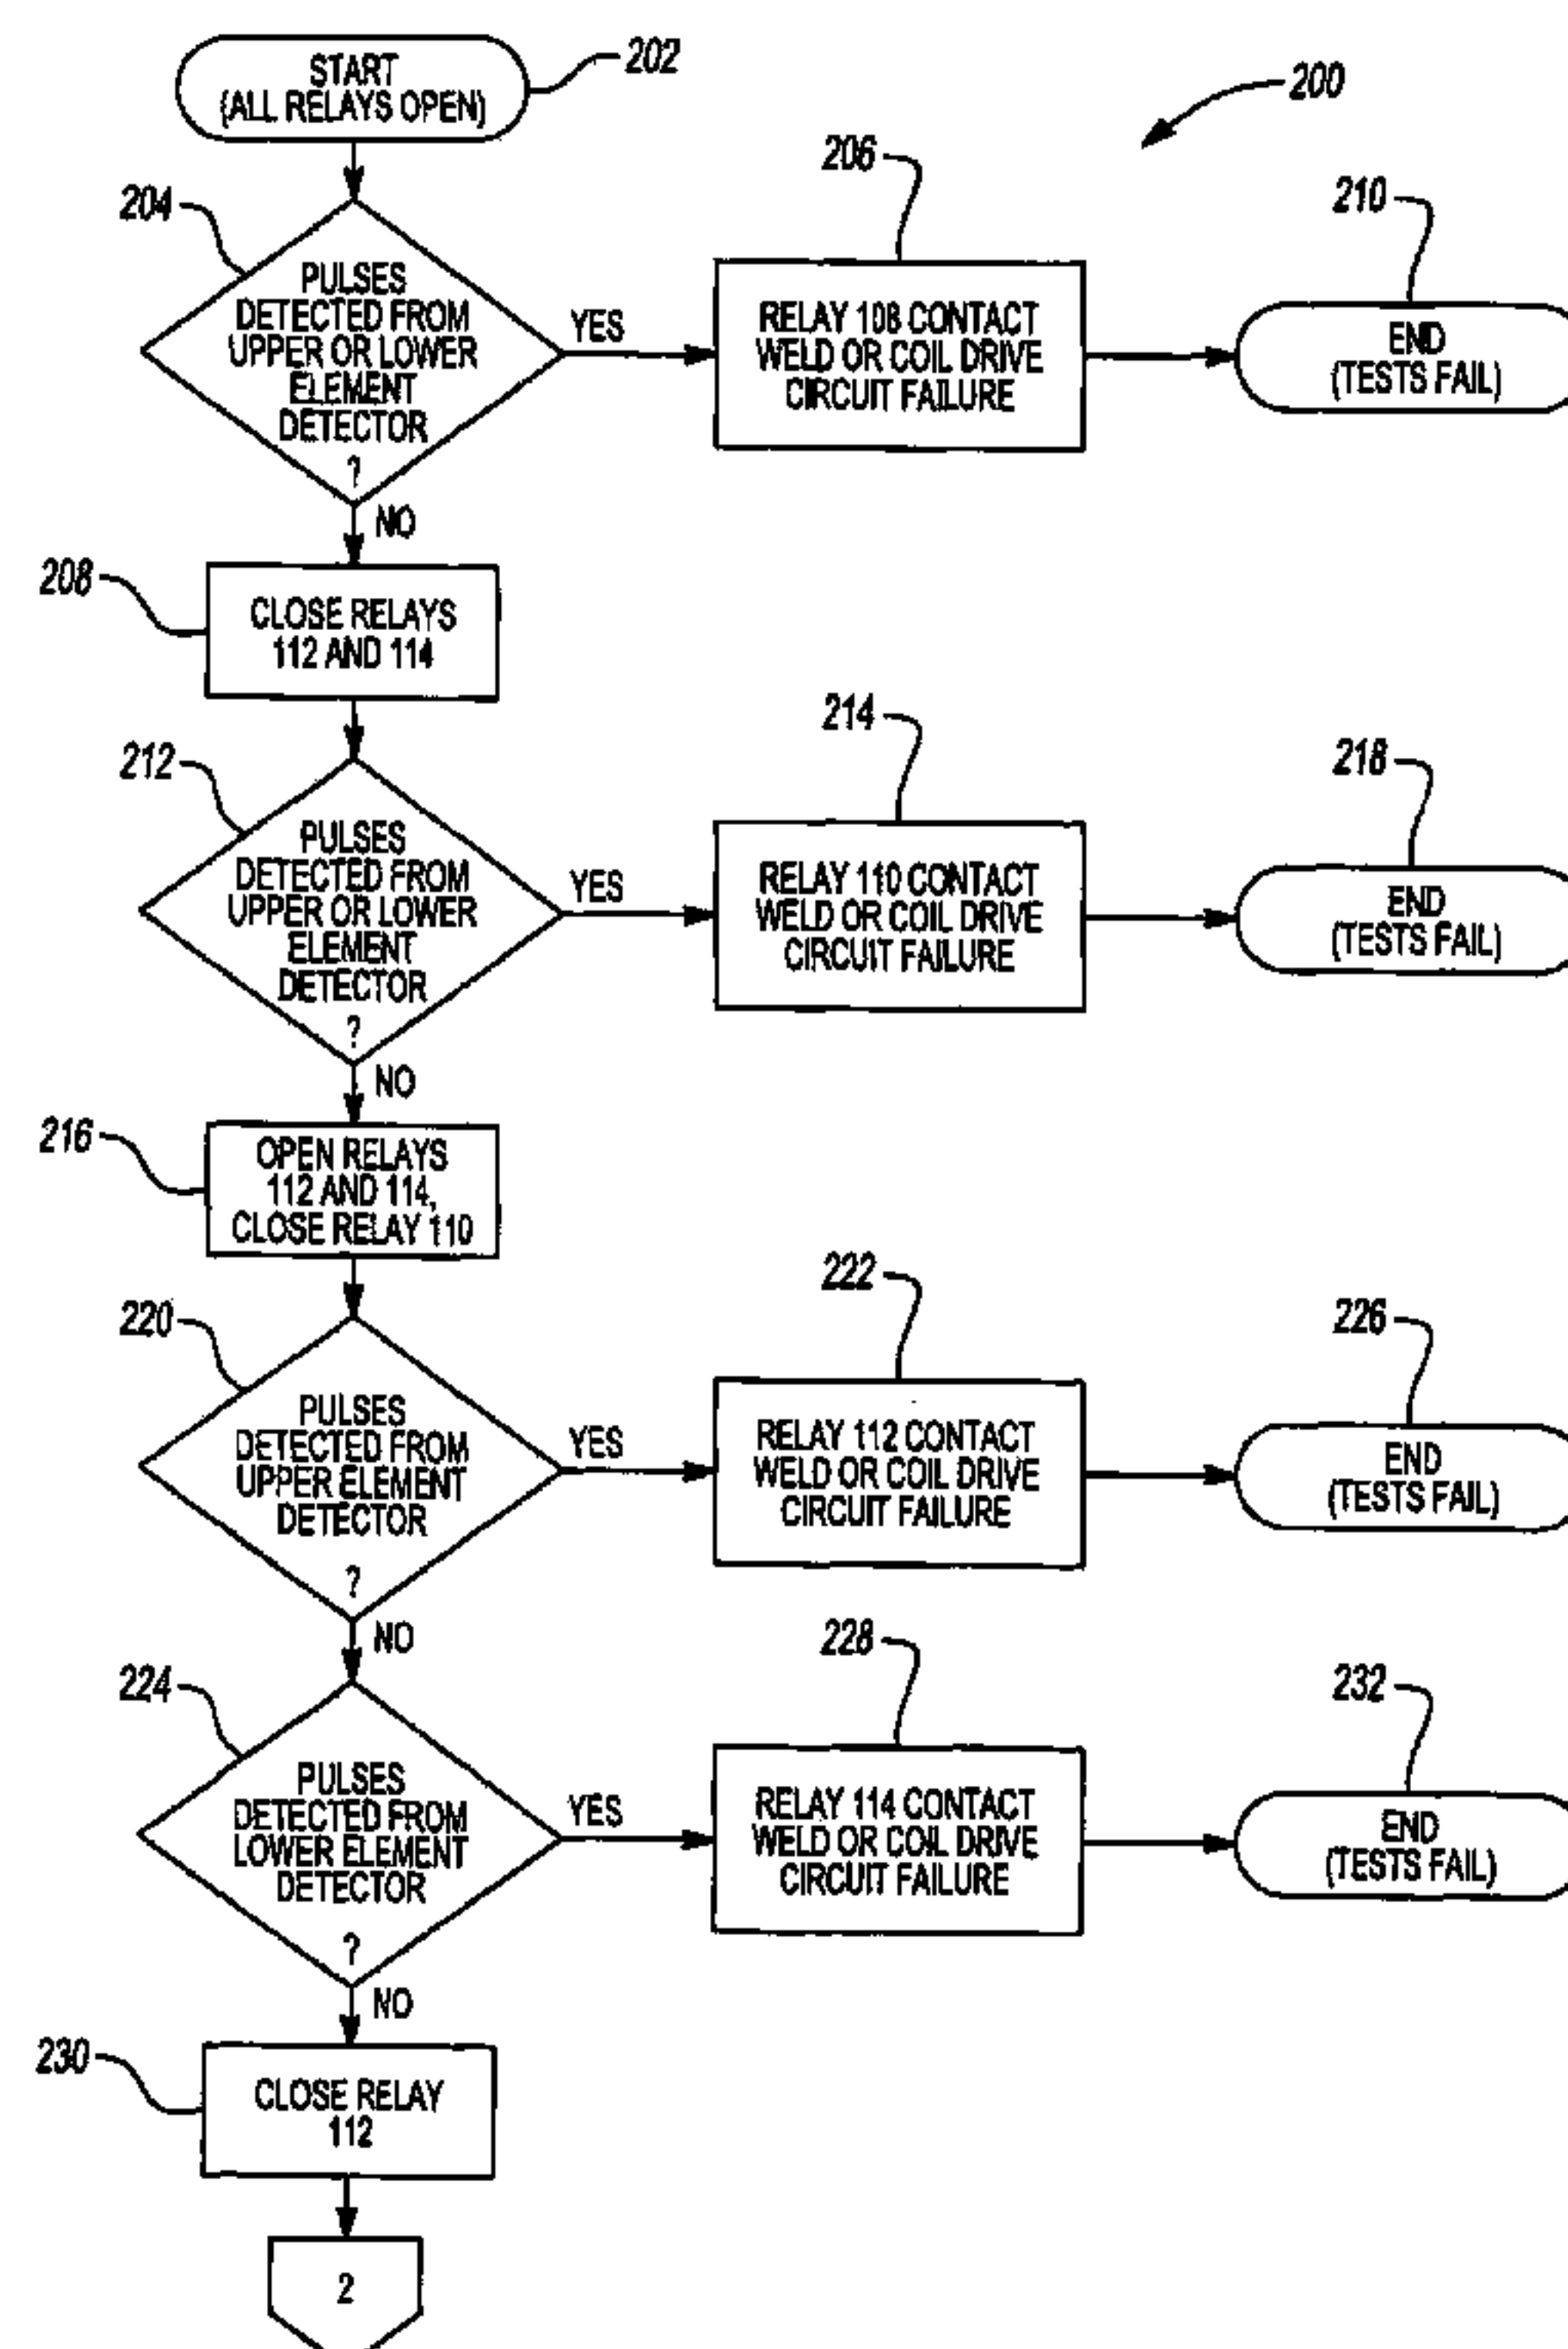 START
(ALL RELAYS OPEN)
202
200
204
PULSES
DETECTED FROM
UPPER OR LOWER
ELEMENT
DETECTOR
?
YES
206
RELAY 108 CONTACT
WELD OR COIL DRIVE
CIRCUIT FAILURE
210
END
(TESTS FAIL)
NO
208
CLOSE RELAYS
112 AND 114
212
PULSES
DETECTED FROM
UPPER OR LOWER
ELEMENT
DETECTOR
?
YES
214
RELAY 110 CONTACT
WELD OR COIL DRIVE
CIRCUIT FAILURE
218
END
(TESTS FAIL)
NO
216
OPEN RELAYS
112 AND 114,
CLOSE RELAY 110
220
PULSES
DETECTED FROM
UPPER ELEMENT
DETECTOR
?
YES
222
RELAY 112 CONTACT
WELD OR COIL DRIVE
CIRCUIT FAILURE
226
END
(TESTS FAIL)
NO
224
PULSES
DETECTED FROM
LOWER ELEMENT
DETECTOR
?
YES
228
RELAY 114 CONTACT
WELD OR COIL DRIVE
CIRCUIT FAILURE
232
END
(TESTS FAIL)
NO
230
CLOSE RELAY
112
2